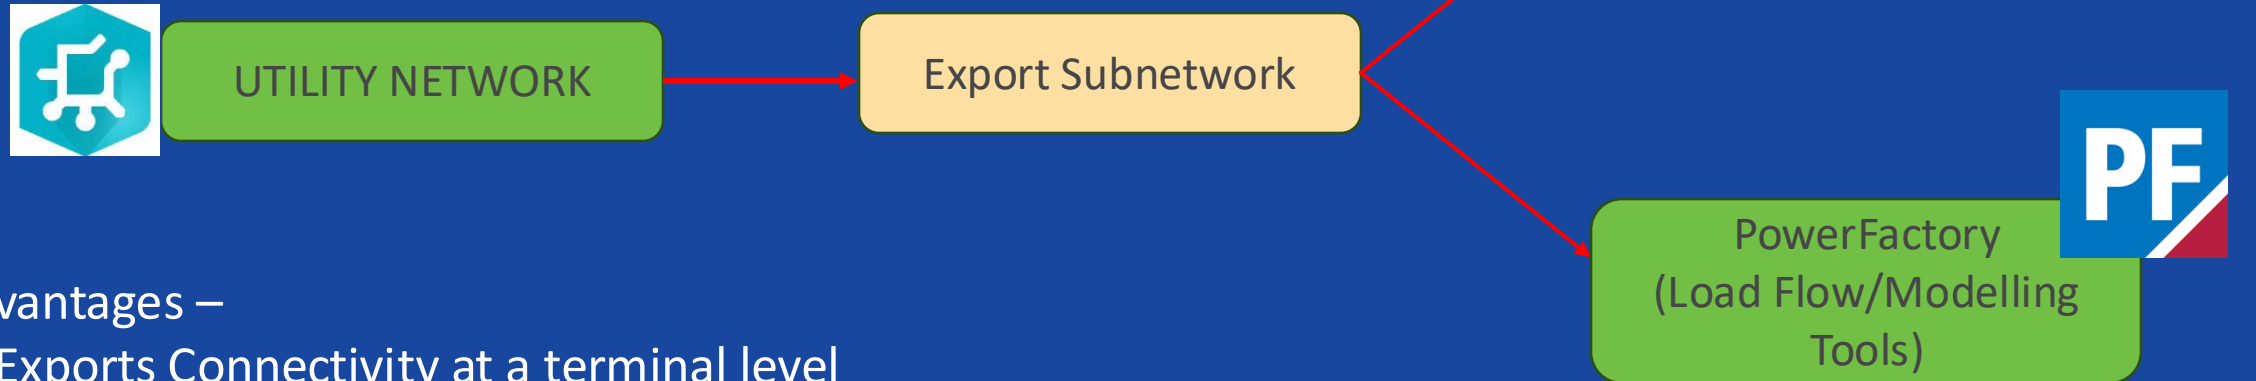 UTILITY NETWORK
Export Subnetwork
PF
PowerFactory
(Load Flow/Modelling
Tools)
vantages –
Exports Connectivity at a terminal level